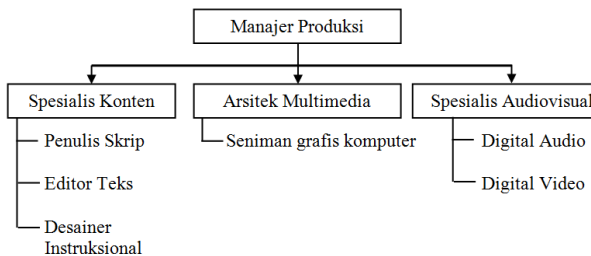 Manajer Produksi
Spesialis Konten
Arsitek Multimedia
Spesialis Audiovisual
Penulis Skrip
Seniman grafis komputer
Digital Audio
Editor Teks
Digital Video
Desainer
Instruksional